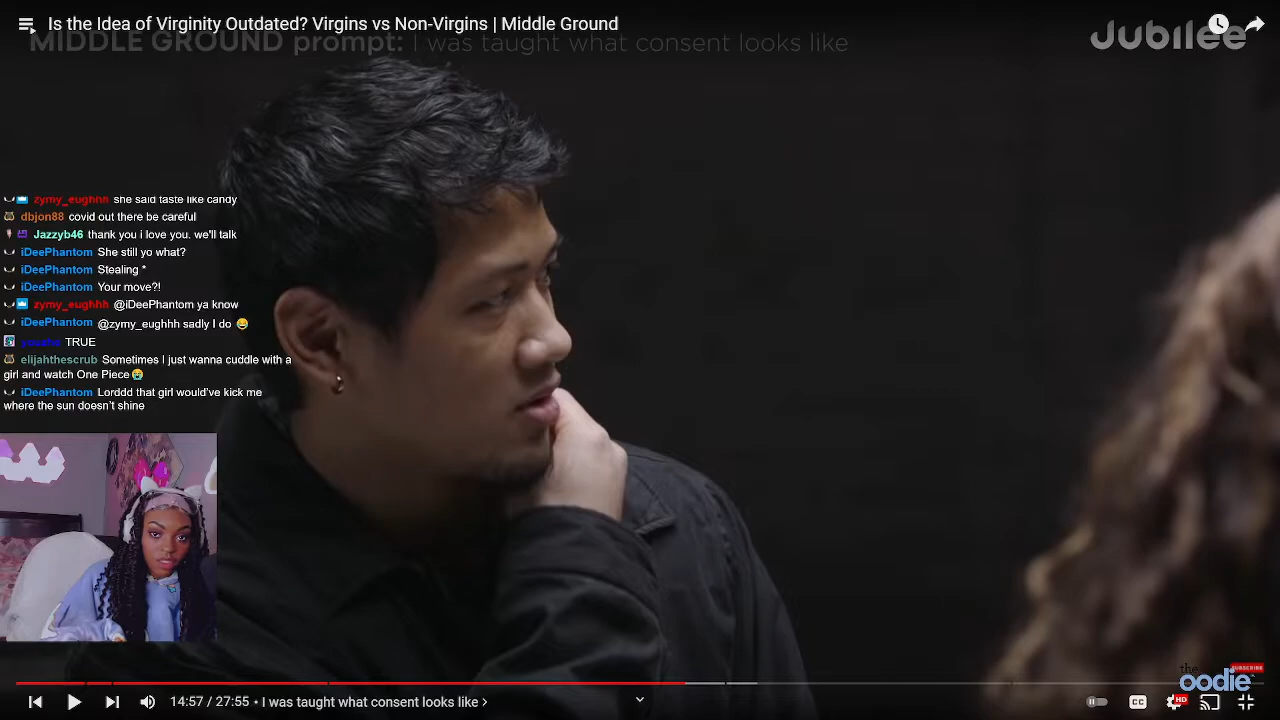 Is the Idea of Virginity Outdated? Virgins vs Non-Virgins | Middle Ground
MIDDLE GROUND prompt: I was taught what consent looks like
Jubilee
zymy_eughhh she said taste like candy
dbjon88 covid out there be careful
Jazzyb46 thank you i love you. we'll talk
iDeePhantom She still yo what?
iDeePhantom Stealing *
iDeePhantom Your move?!
zymy_eughhh @iDeePhantom ya know
iDeePhantom @zymy_eughhh sadly I do 😂
TRUE
elijahthescrub Sometimes I just wanna cuddle with a
girl and watch One Piece😭
iDeePhantom Lorddd that girl would've kick me
where the sun doesn't shine
the
oodie
SUBSCRIBE
14:57 / 27:55 • I was taught what consent looks like >
CC
HD